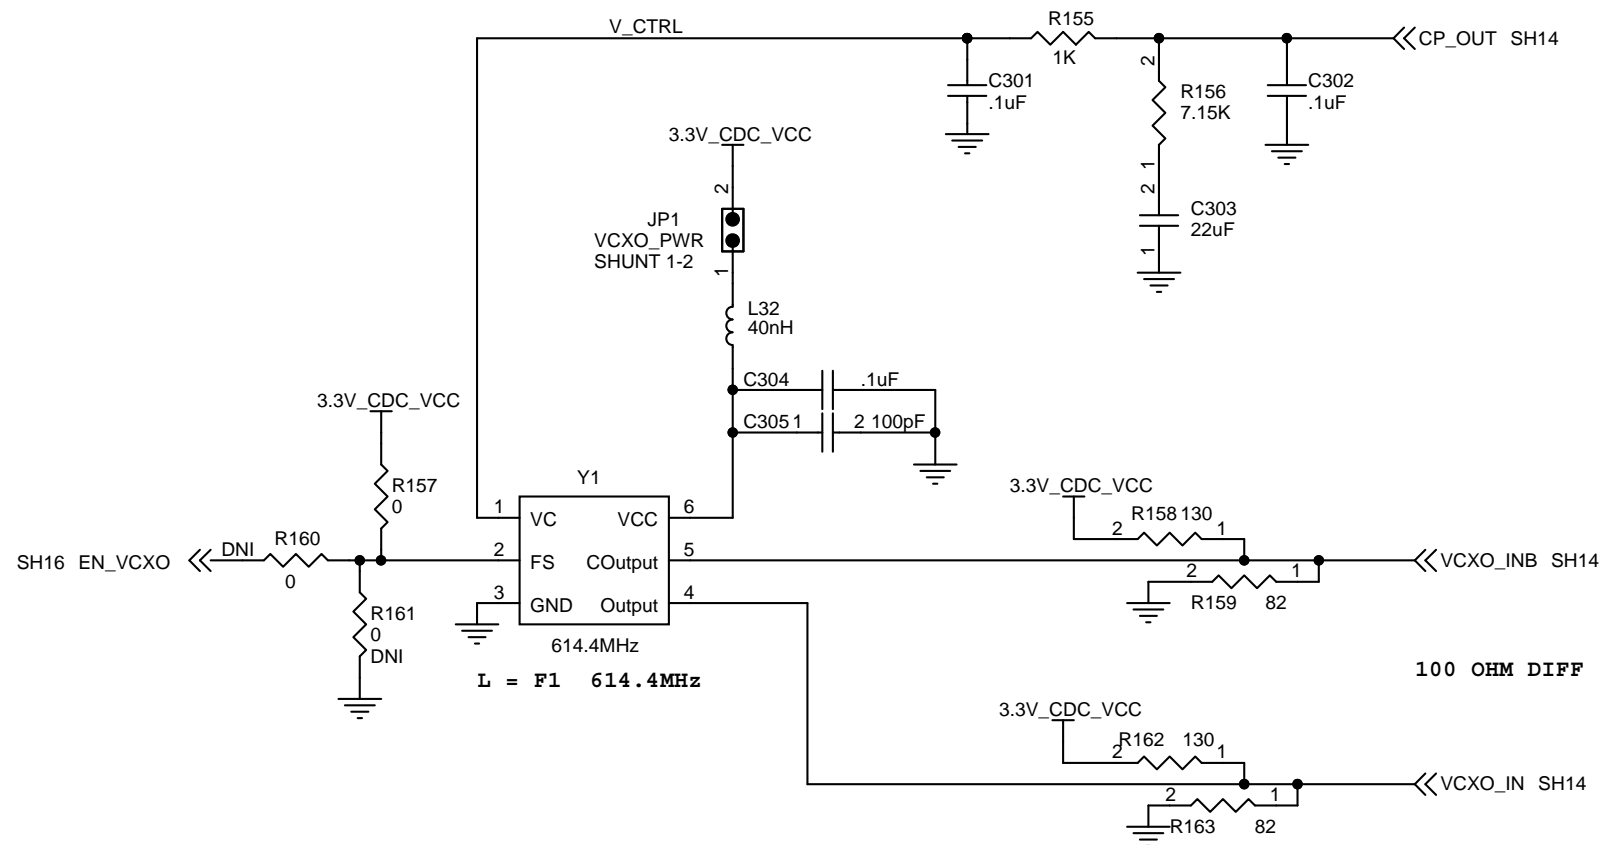 R155
V_CTRL
CP_OUT SH14
1K
2
C301
.1uF
R156
7.15K
C302
.1uF
3.3V_CDC_VCC
1
2
2
JP1
VCXO_PWR
SHUNT 1-2
C303
22uF
1
1
L32
40nH
C304 .1uF
3.3V_CDC_VCC
C305 1 2 100pF
Y1
R157
0
3.3V_CDC_VCC
1 VC VCC 6
R158 130
2 1
SH16 EN_VCXO DNI R160
0
2 FS COutput 5
VCXO_INB SH14
2 1
R159 82
3 GND Output 4
R161
0
DNI
614.4MHz
L = F1 614.4MHz
100 OHM DIFF
3.3V_CDC_VCC
R162 130
2 1
VCXO_IN SH14
2 1
R163 82